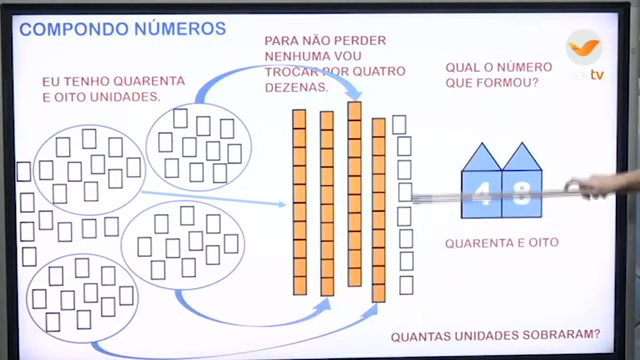 COMPONDO NÚMEROS
EU TENHO QUARENTA
E OITO UNIDADES.
PARA NÃO PERDER
NENHUMA VOU
TROCAR POR QUATRO
DEZENAS.
QUAL O NÚMERO
QUE FORMOU?
tv
4 8
QUARENTA E OITO
QUANTAS UNIDADES SOBRARAM?